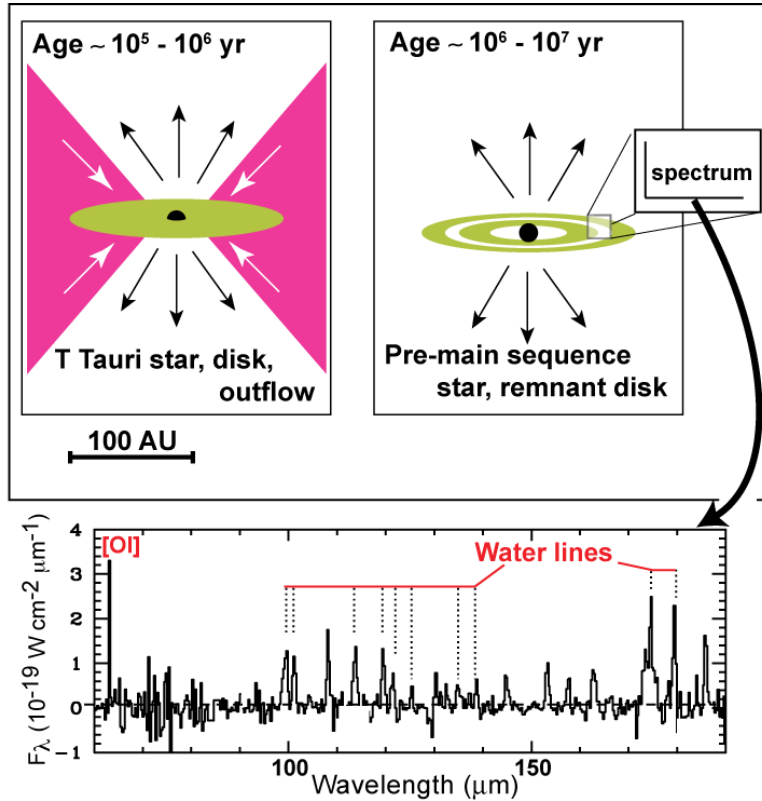 Age ~ 10⁵ - 10⁶ yr
T Tauri star, disk,
outflow
100 AU
Age ~ 10⁶ - 10⁷ yr
spectrum
Pre-main sequence
star, remnant disk
[OI]
Water lines
4
3
2
1
0
− 1
Fλ (10⁻¹⁹ W cm⁻² μm⁻¹)
100
150
Wavelength (μm)